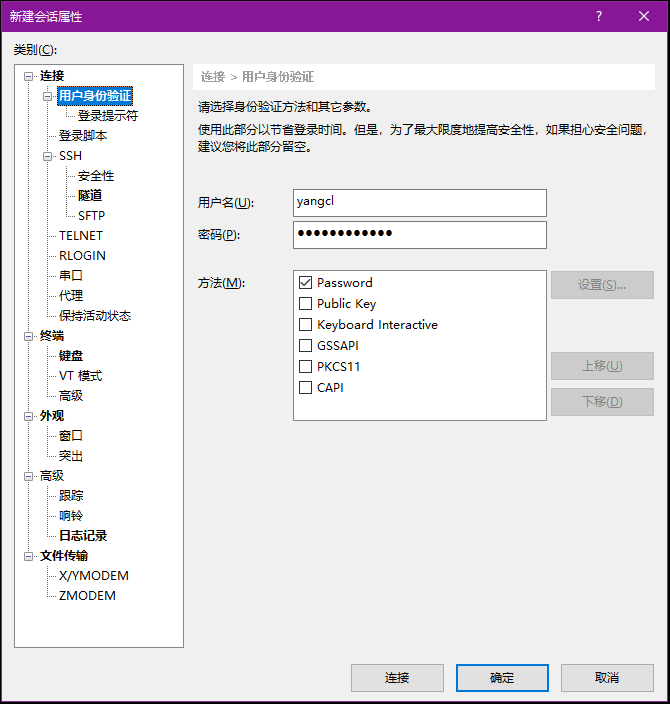 新建会话属性
类别(C):
连接
用户身份验证
登录提示符
登录脚本
SSH
安全性
隧道
SFTP
TELNET
RLOGIN
串口
代理
保持活动状态
终端
键盘
VT 模式
高级
外观
窗口
突出
高级
跟踪
响铃
日志记录
文件传输
X/YMODEM
ZMODEM
连接 > 用户身份验证
请选择身份验证方法和其它参数。
使用此部分以节省登录时间。但是，为了最大限度地提高安全性，如果担心安全问题，
建议您将此部分留空。
用户名(U):
yangcl
密码(P):
●●●●●●●●●●●●
方法(M):
Password
Public Key
Keyboard Interactive
GSSAPI
PKCS11
CAPI
设置(S)...
上移(U)
下移(D)
连接
确定
取消